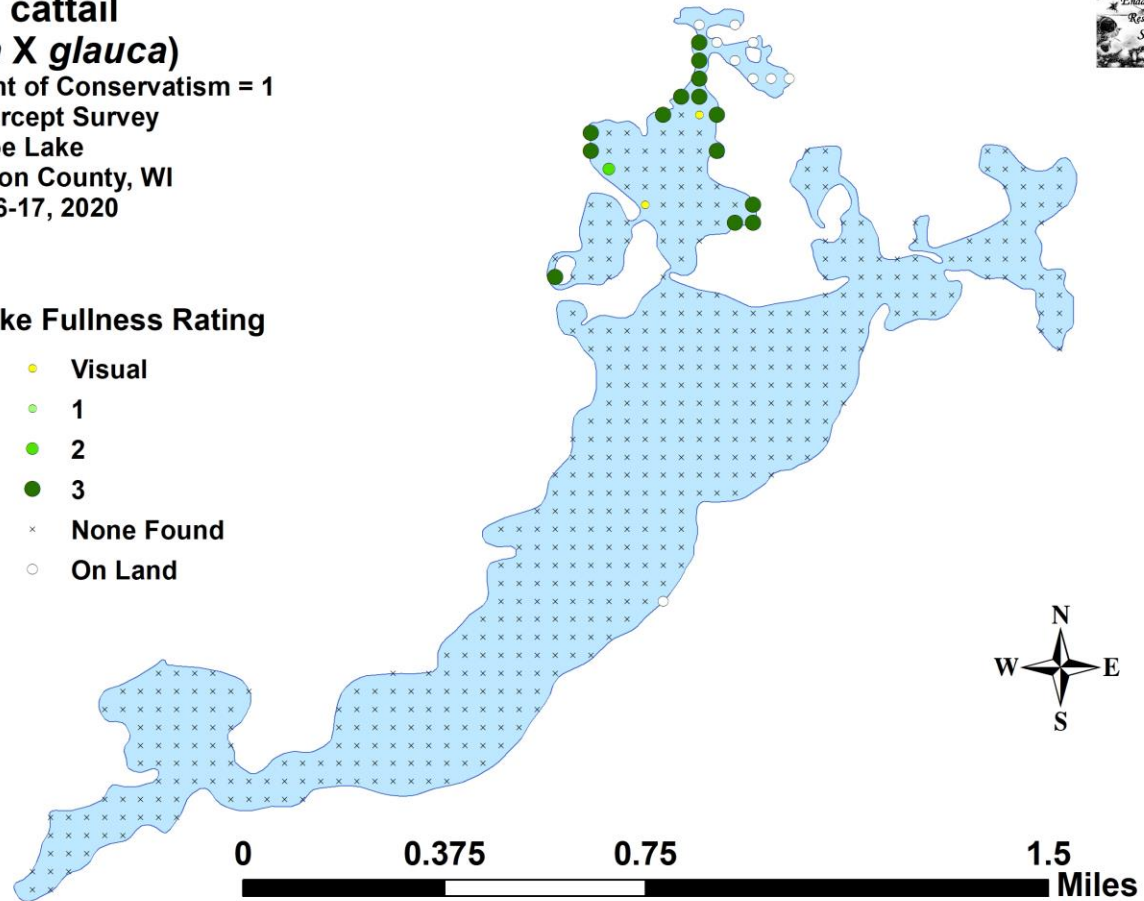 cattail
X glauca)
nt of Conservatism = 1
rcept Survey
e Lake
on County, WI
6-17, 2020
ke Fullness Rating
Visual
1
2
3
None Found
On Land
N
W E
S
0 0.375 0.75 1.5
Miles